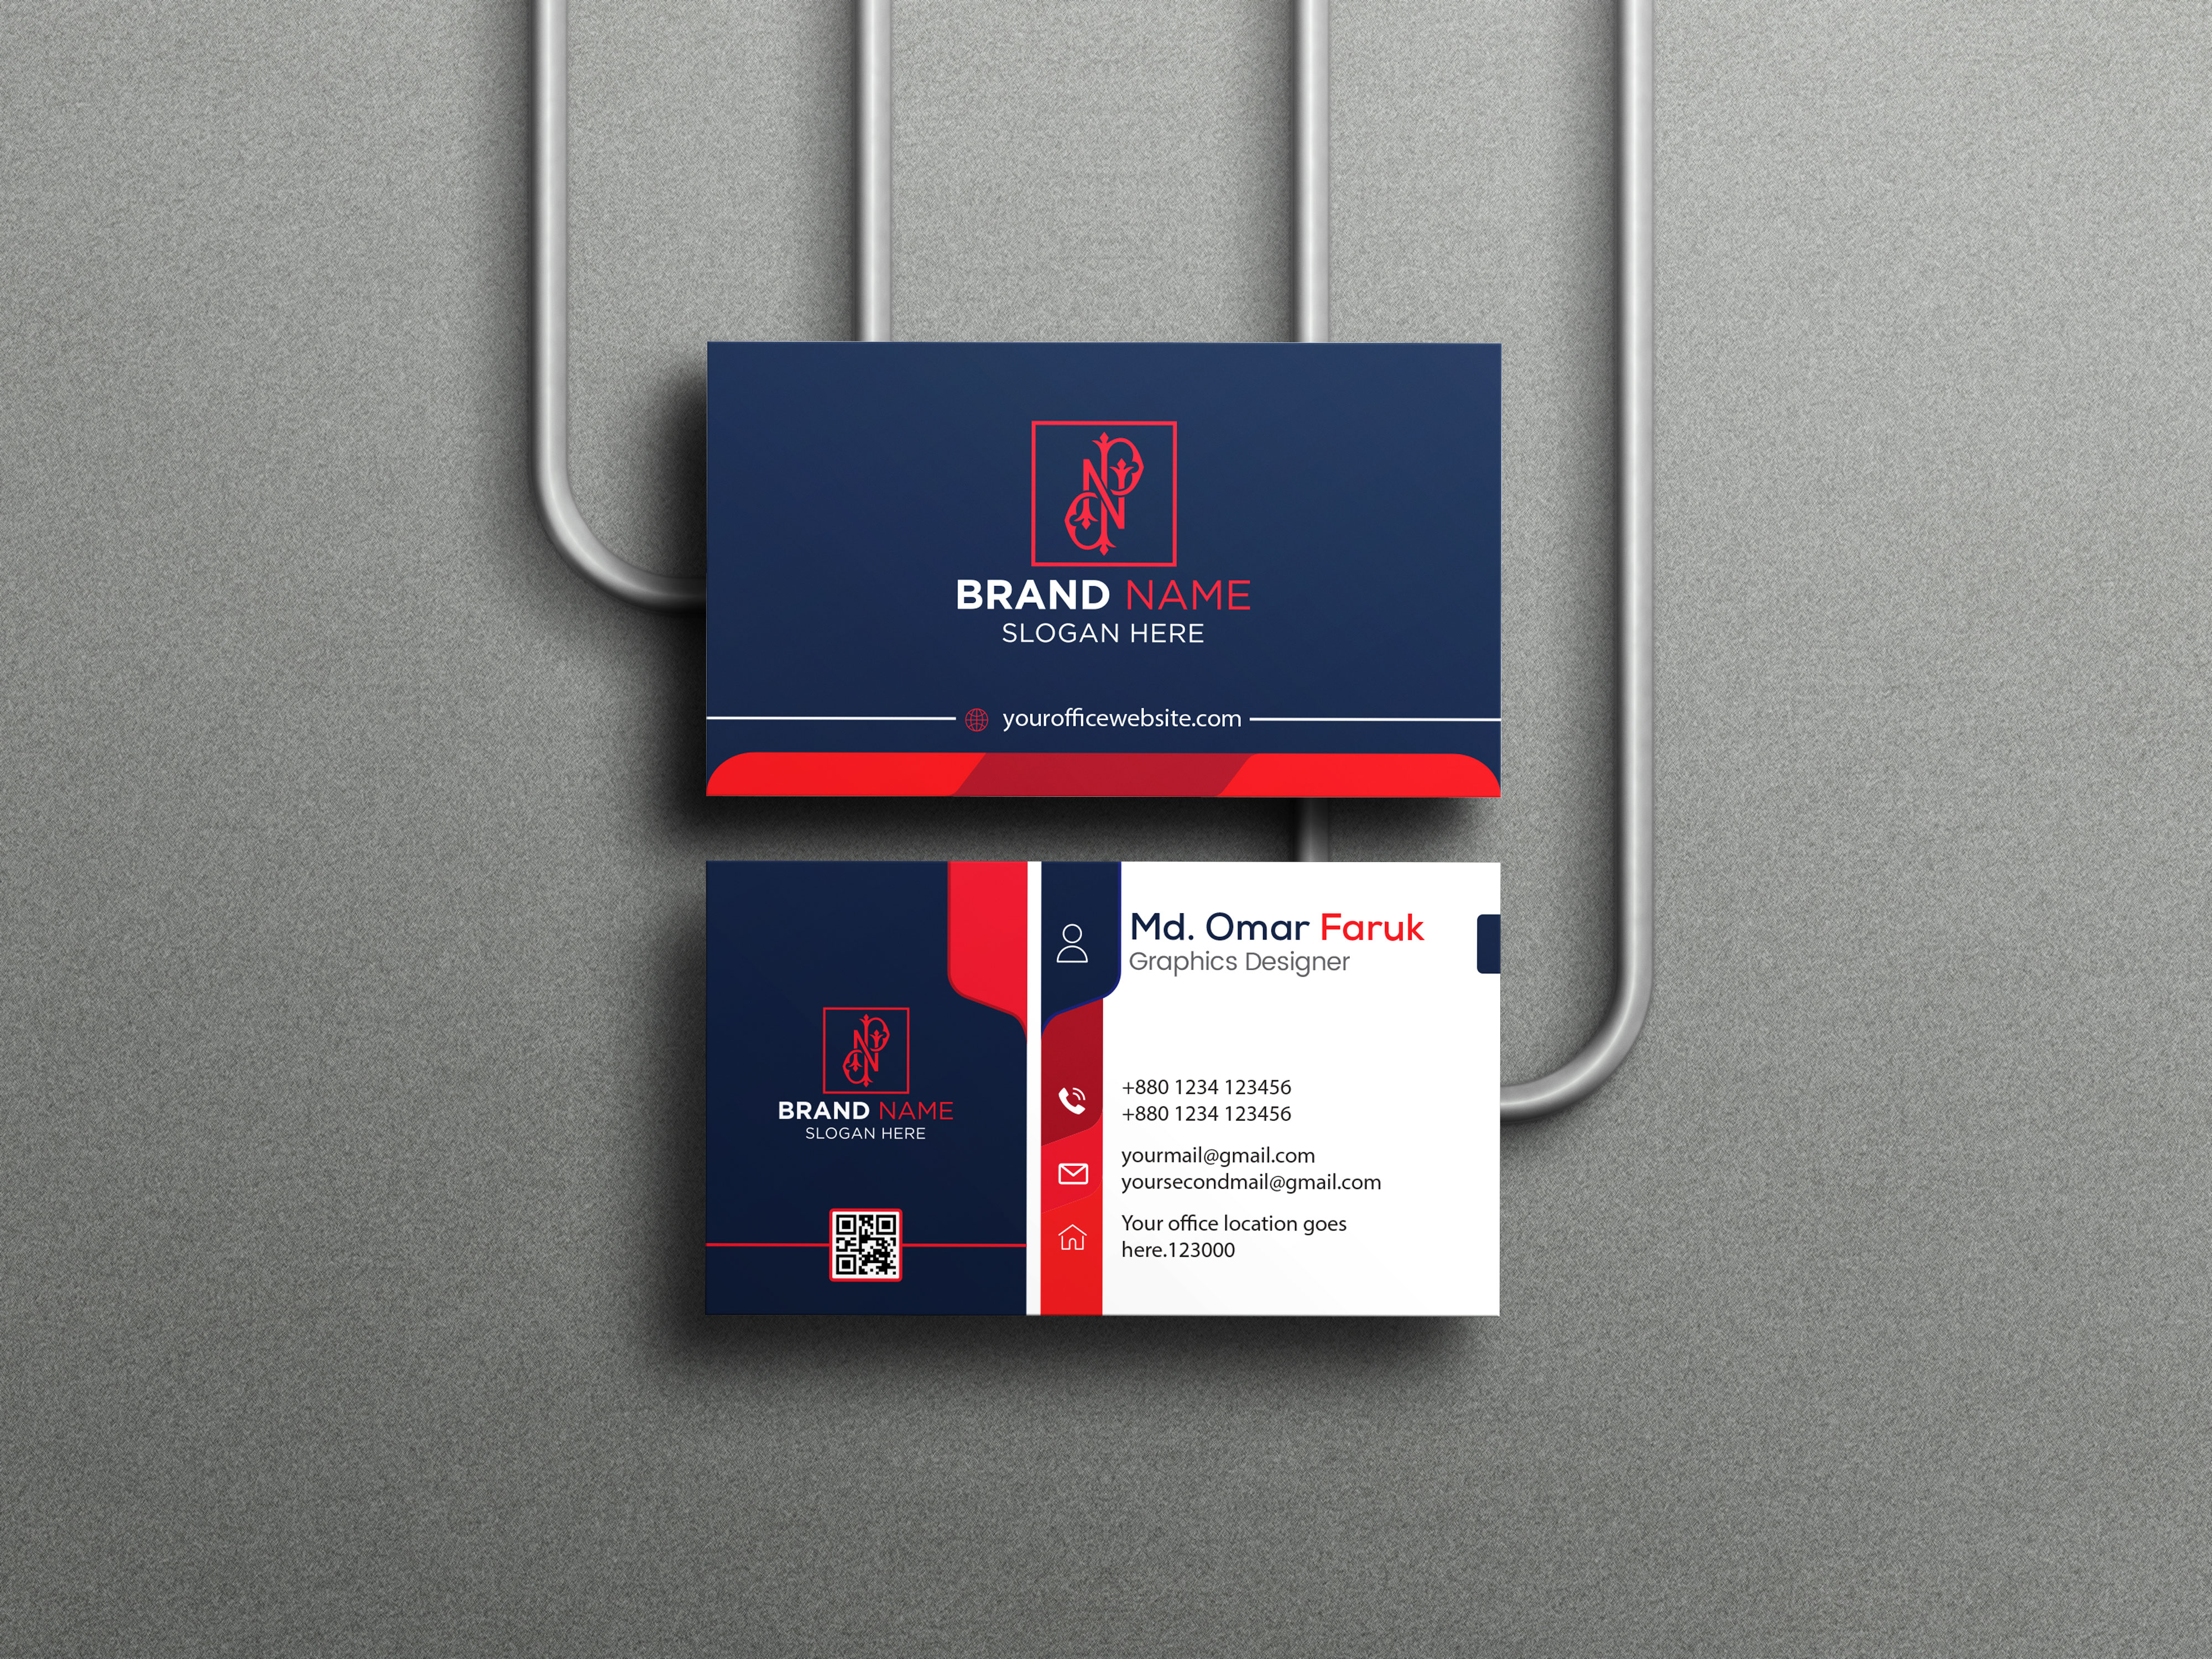 BRAND NAME
SLOGAN HERE
yourofficewebsite.com
BRAND NAME
SLOGAN HERE
Md. Omar Faruk
Graphics Designer
+880 1234 123456
+880 1234 123456
yourmail@gmail.com
yoursecondmail@gmail.com
Your office location goes
here.123000